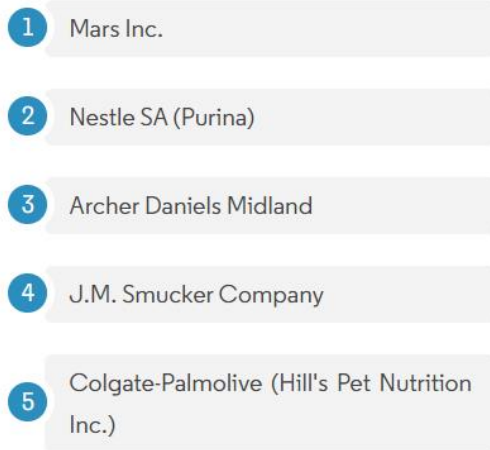 1 Mars Inc.
2 Nestle SA (Purina)
3 Archer Daniels Midland
4 J.M. Smucker Company
5 Colgate-Palmolive (Hill's Pet Nutrition
Inc.)